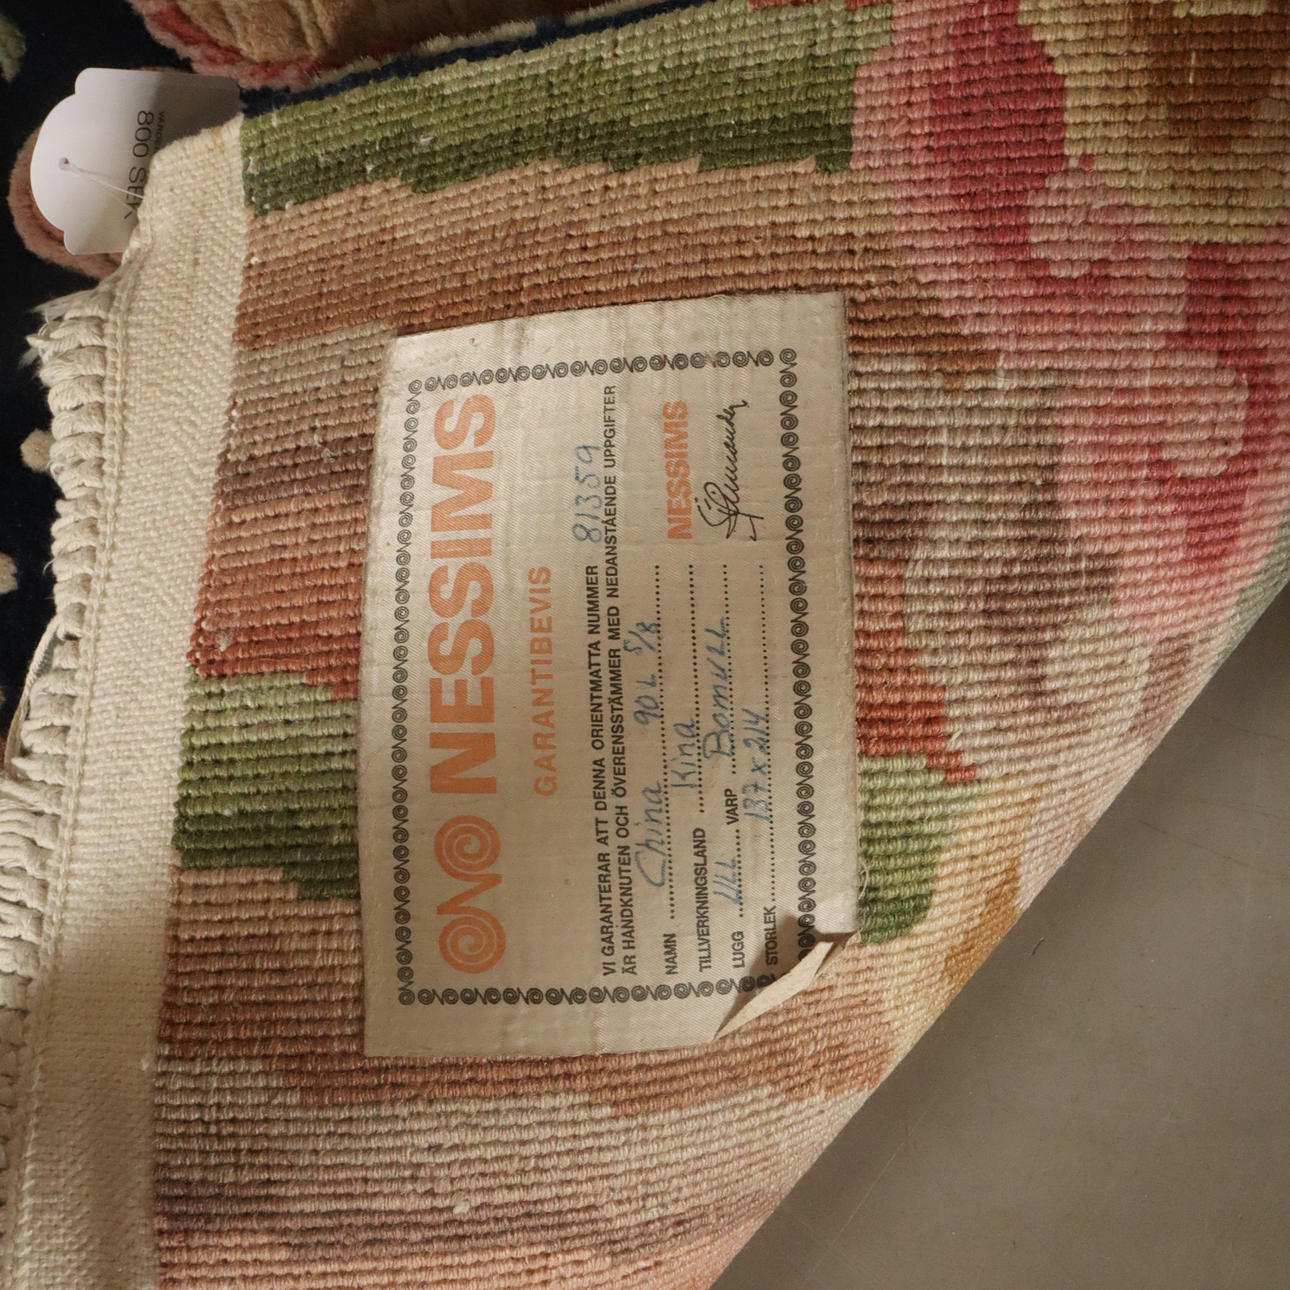 800 SEK
NESSIMS
GARANTIBEVIS
VI GARANTERAR ATT DENNA ORIENTMATTA NUMMER 81359
ÄR HANDKNUTEN OCH ÖVERENSSTÄMMER MED NEDANSTÅENDE UPPGIFTER
NAMN China 90 L 5/8
TILLVERKNINGSLAND Kina
NESSIMS
LUGG ULL VARP Bomull
STORLEK 137 x 214